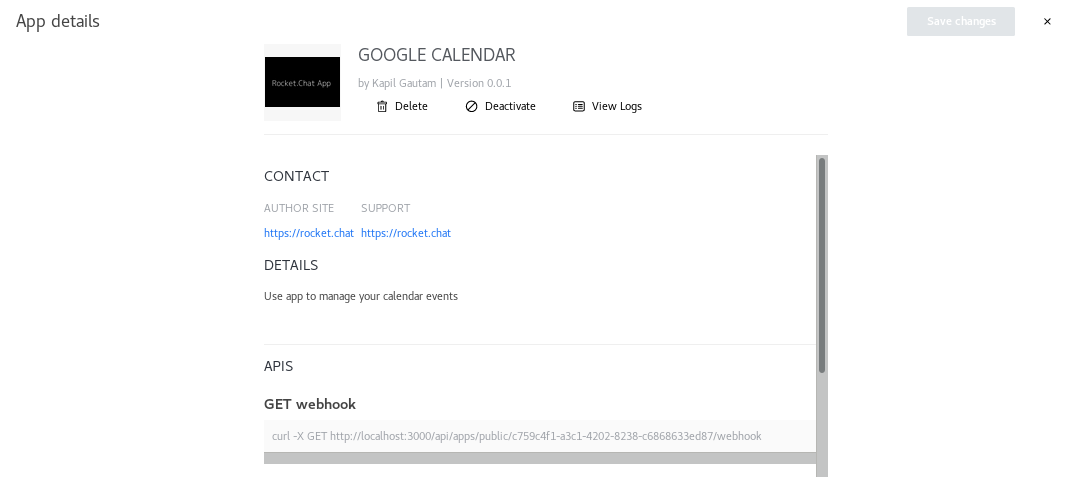 App details
Save changes
×
Rocket.Chat App
GOOGLE CALENDAR
by Kapil Gautam | Version 0.0.1
Delete Deactivate View Logs
CONTACT
AUTHOR SITE SUPPORT
https://rocket.chat https://rocket.chat
DETAILS
Use app to manage your calendar events
APIS
GET webhook
curl -X GET http://localhost:3000/api/apps/public/c759c4f1-a3c1-4202-8238-c6868633ed87/webhook